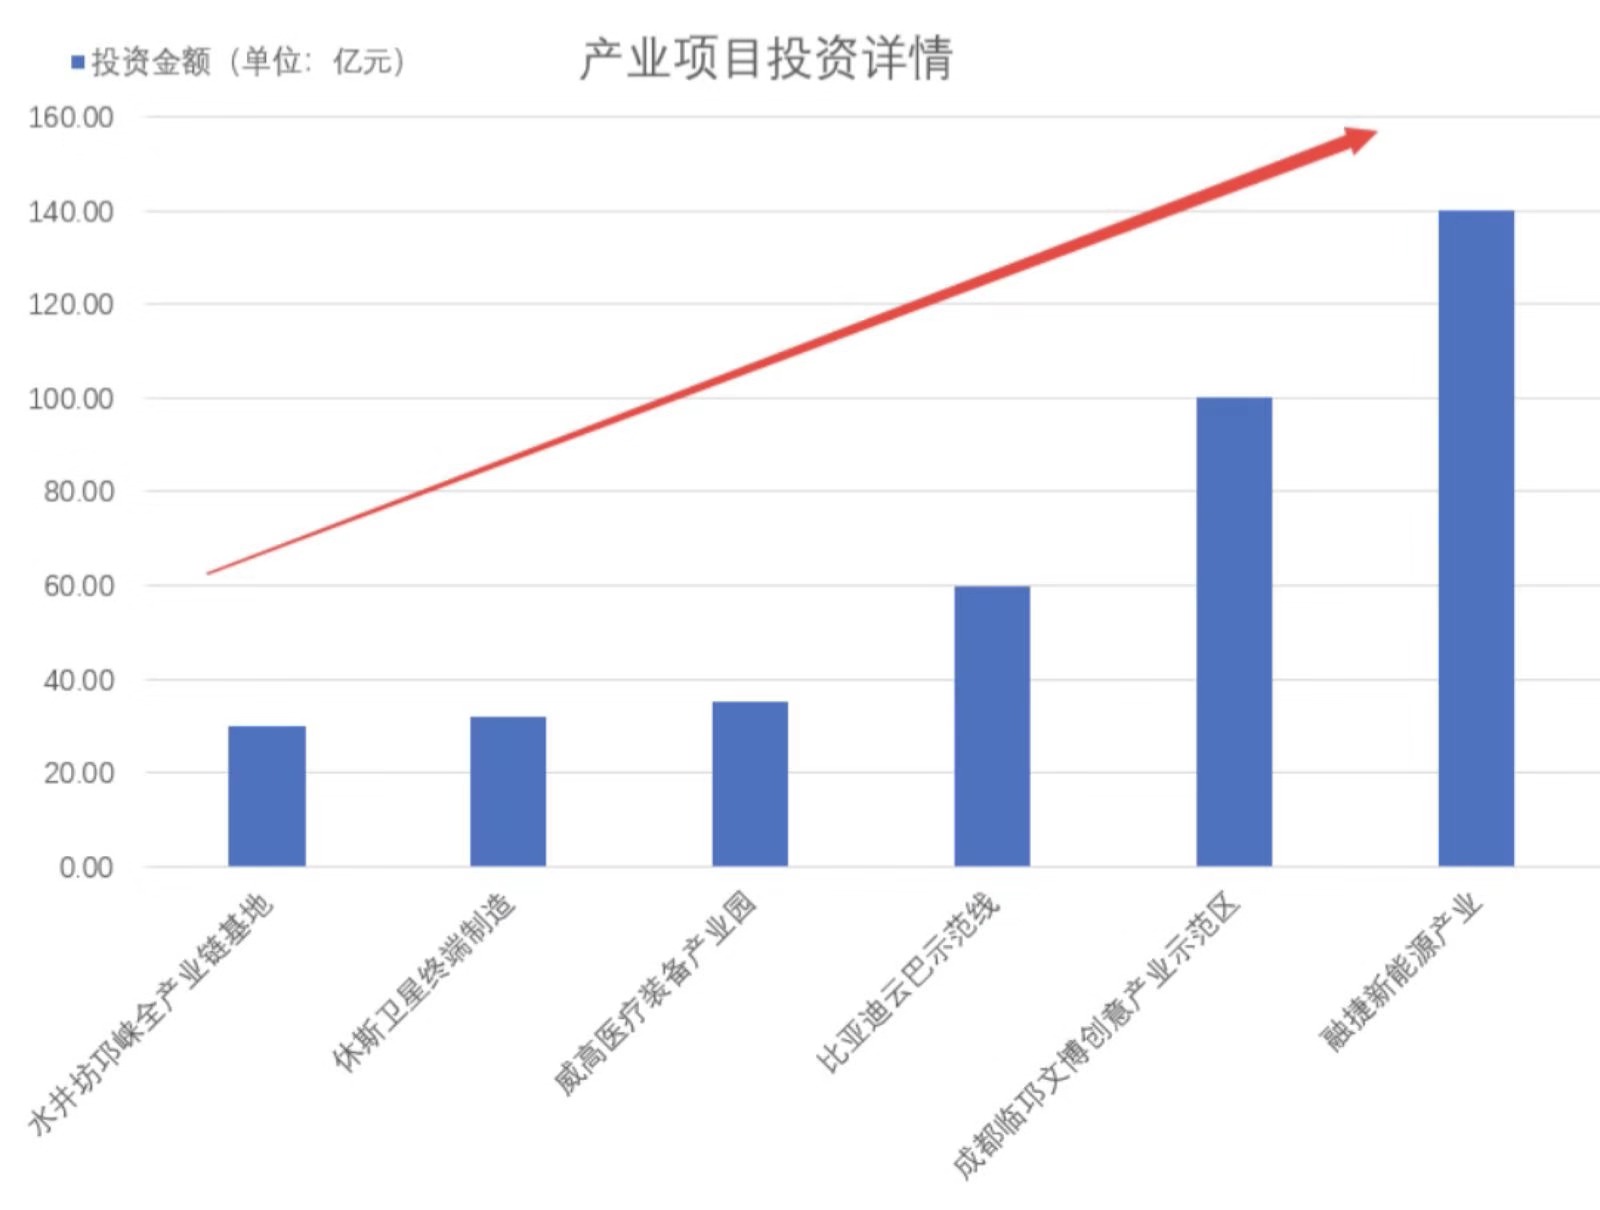 产业项目投资详情
投资金额（单位：亿元）
160.00
140.00
120.00
100.00
80.00
60.00
40.00
20.00
0.00
水井坊邛崃全产业链基地
休斯卫星终端制造
威高医疗装备产业园
比亚迪云巴示范线
成都临邛文博创意产业示范区
融捷新能源产业